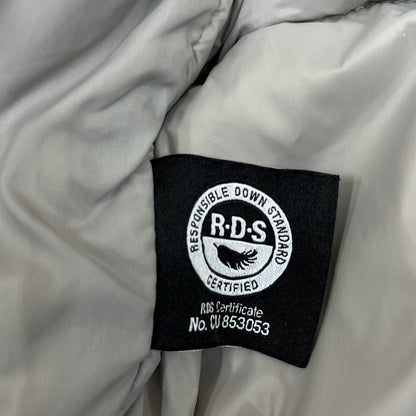 RESPONSIBLE DOWN STANDARD
R·D·S
CERTIFIED
RDS Certificate
No. CU 853053